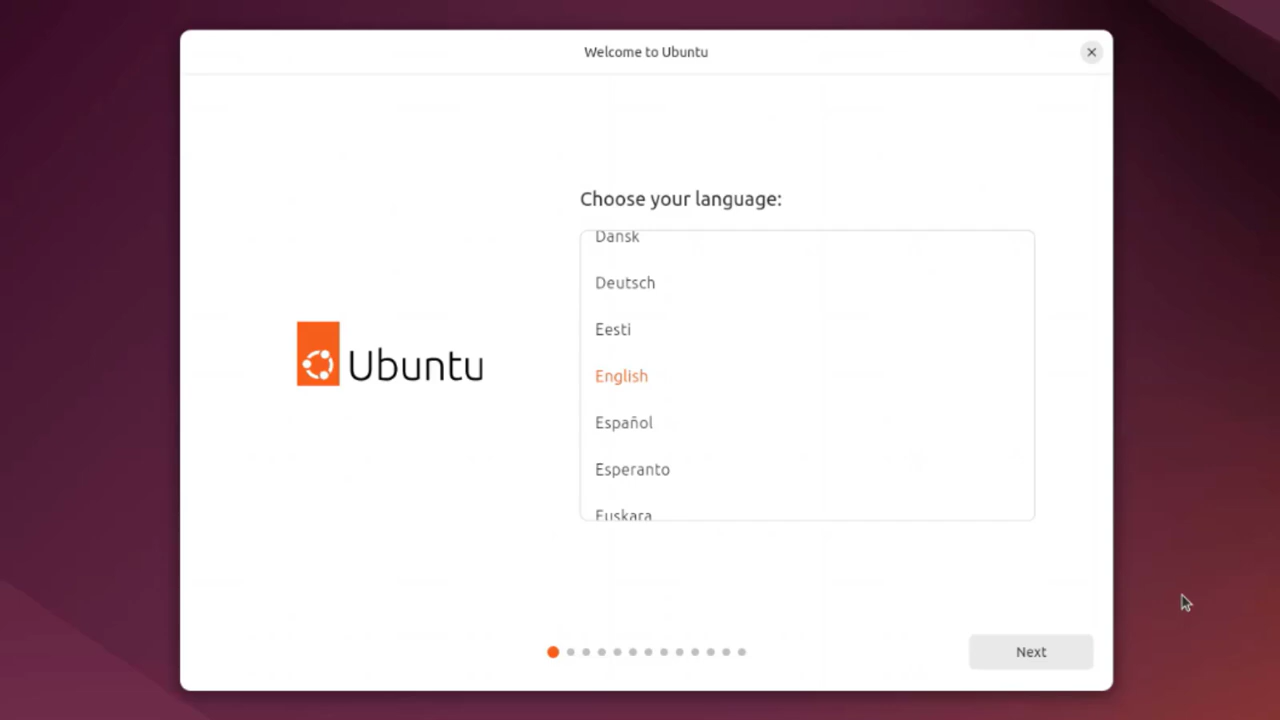 Welcome to Ubuntu
Choose your language:
Dansk
Deutsch
Eesti
English
Español
Esperanto
Euskara
Ubuntu
Next